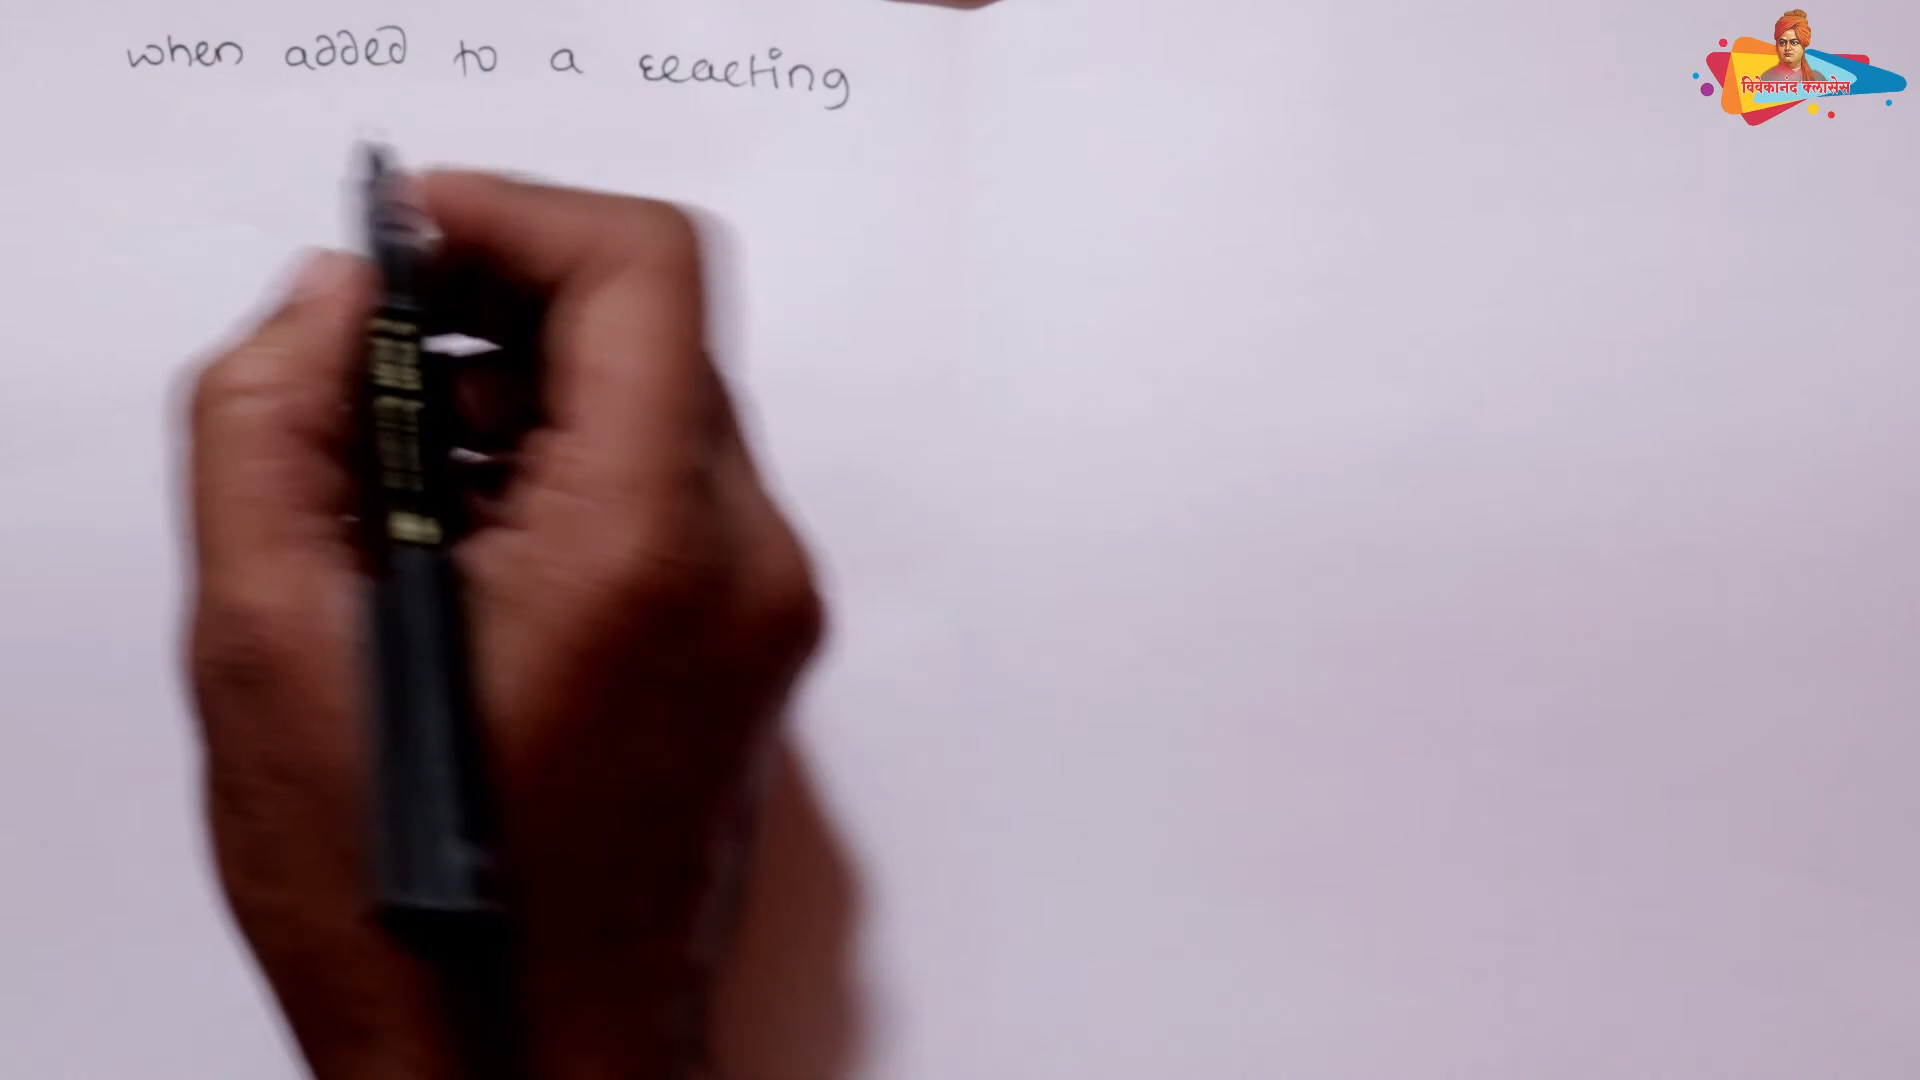 when added to a reacting
विवेकानंद क्लासेस